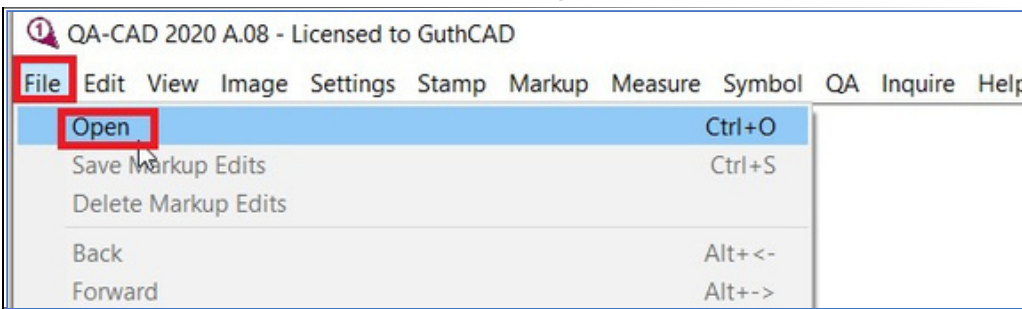 QA-CAD 2020 A.08 - Licensed to GuthCAD
File Edit View Image Settings Stamp Markup Measure Symbol QA Inquire Help
Open Ctrl+O
Save Markup Edits Ctrl+S
Delete Markup Edits
Back Alt+<-
Forward Alt+->